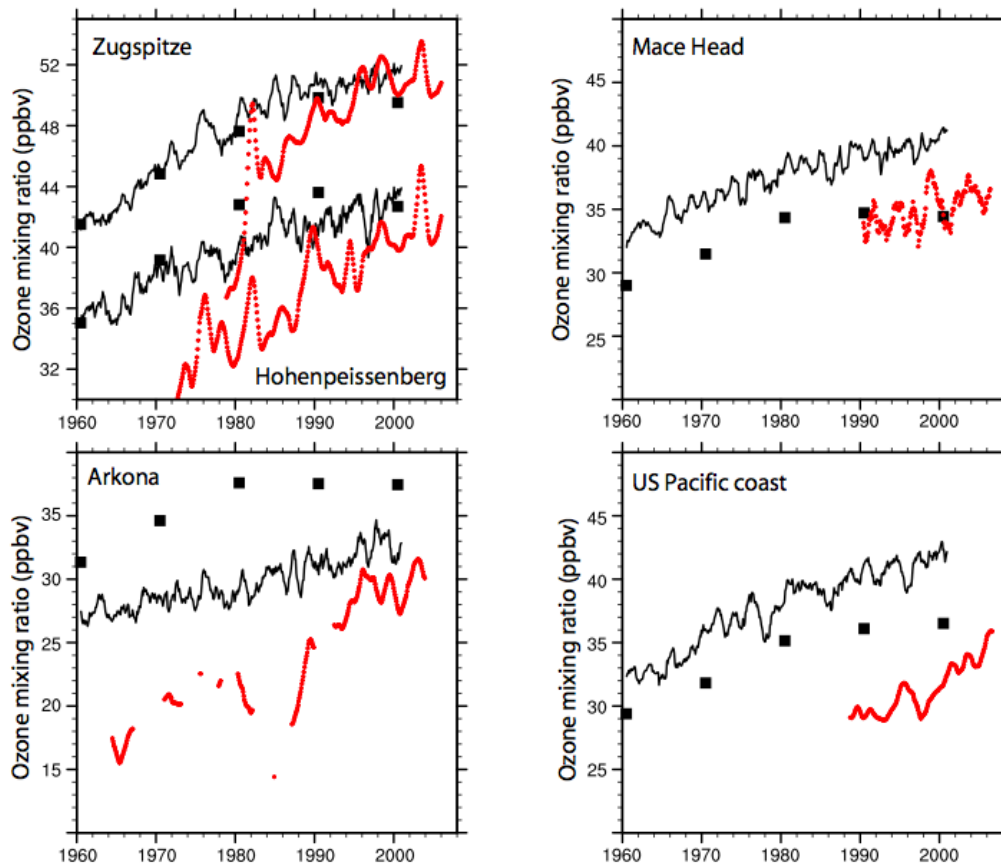 Zugspitze
Ozone mixing ratio (ppbv)
52
48
44
40
36
32
Hohenpeissenberg
1960 1970 1980 1990 2000
Mace Head
Ozone mixing ratio (ppbv)
45
40
35
30
25
1960 1970 1980 1990 2000
Arkona
Ozone mixing ratio (ppbv)
35
30
25
20
15
1960 1970 1980 1990 2000
US Pacific coast
Ozone mixing ratio (ppbv)
45
40
35
30
25
1960 1970 1980 1990 2000